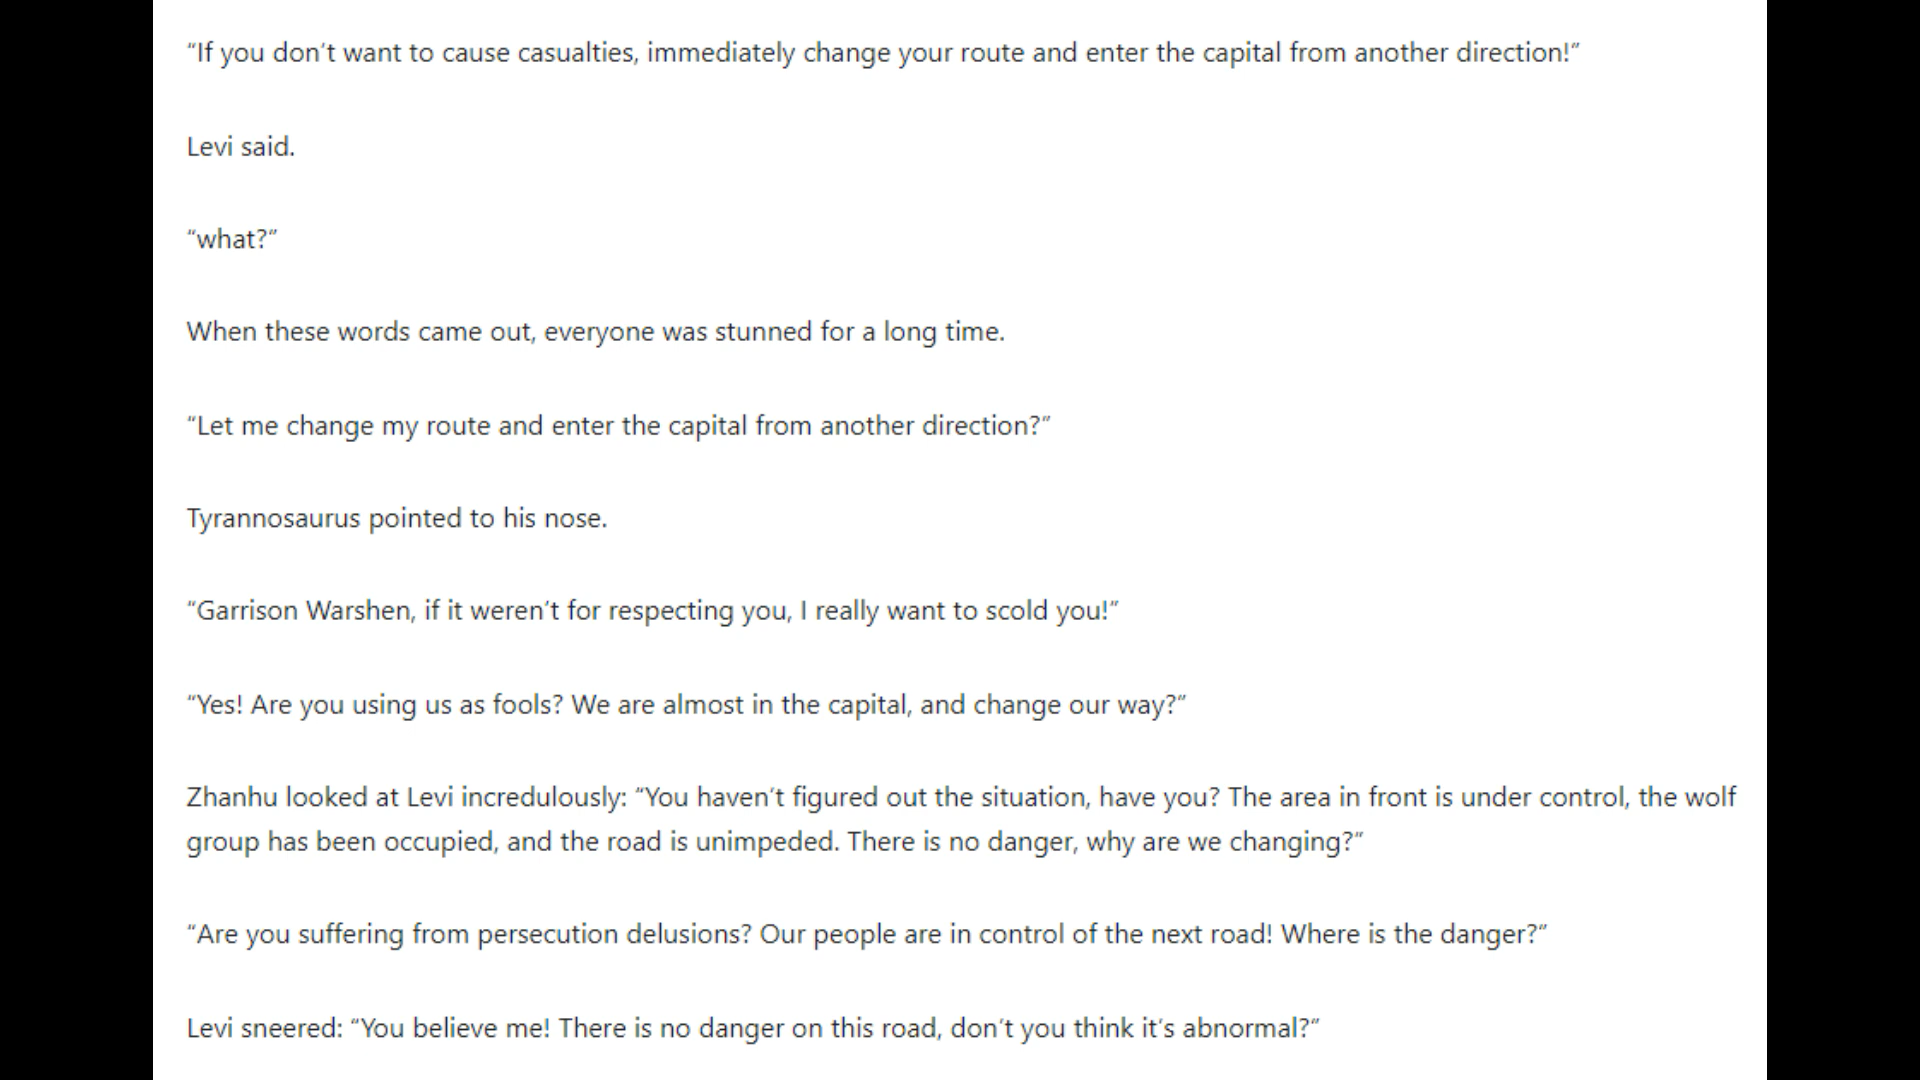 “If you don’t want to cause casualties, immediately change your route and enter the capital from another direction!”
Levi said.
“what?”
When these words came out, everyone was stunned for a long time.
“Let me change my route and enter the capital from another direction?”
Tyrannosaurus pointed to his nose.
“Garrison Warshen, if it weren’t for respecting you, I really want to scold you!”
“Yes! Are you using us as fools? We are almost in the capital, and change our way?”
Zhanhu looked at Levi incredulously: “You haven’t figured out the situation, have you? The area in front is under control, the wolf
group has been occupied, and the road is unimpeded. There is no danger, why are we changing?”
“Are you suffering from persecution delusions? Our people are in control of the next road! Where is the danger?”
Levi sneered: “You believe me! There is no danger on this road, don’t you think it’s abnormal?”